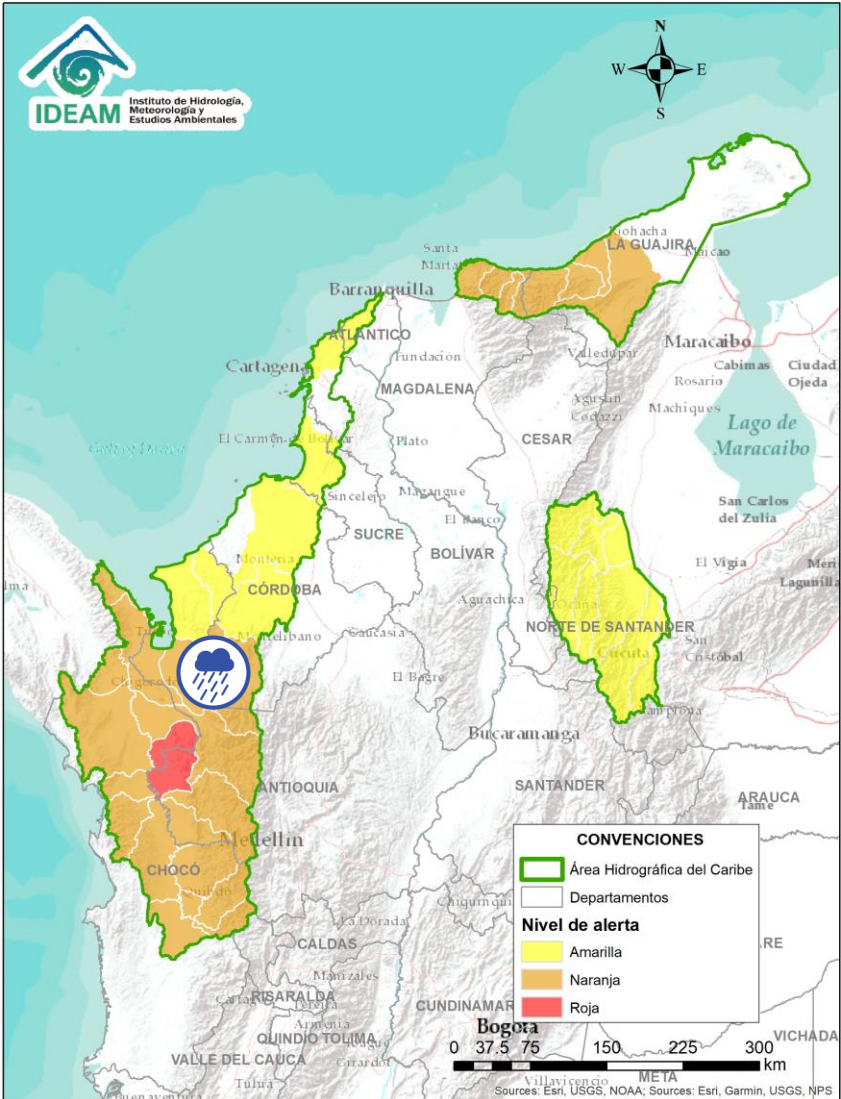 IDEAM
Instituto de Hidrología,
Meteorología y
Estudios Ambientales
N
W
E
S
LA GUAJIRA
Maicao
Santa
Marta
Barranquilla
ATLÁNTICO
Cartagena
Fundación
Valledupar
Maracaibo
Cabimas
Ciudad
Ojeda
Rosario
MAGDALENA
Agustín
Codazzi
Machiques
Lago de
Maracaibo
El Carmen de Bolívar
Plato
CESAR
Sincelejo
Magangue
San Carlos
del Zulia
El Banco
SUCRE
BOLÍVAR
Montería
El Vigía
CÓRDOBA
Aguachica
Ocaña
NORTE DE SANTANDER
Caucasia
San
Cristóbal
Cúcuta
El Bagre
Bucaramanga
ANTIOQUIA
SANTANDER
ARAUCA
Tame
Medellín
CHOCÓ
Quibdó
La Dorada
CALDAS
Manizales
RISARALDA
Pereira
Armenia
QUINDÍO
TOLIMA
CUNDINAMAR
Bogotá
Girardot
VALLE DEL CAUCA
Tuluá
Villavicencio
META
VICHADA
CONVENCIONES
Área Hidrográfica del Caribe
Departamentos
Nivel de alerta
Amarilla
Naranja
Roja
0 37.5 75 150 225 300
km
Sources: Esri, USGS, NOAA; Sources: Esri, Garmin, USGS, NPS